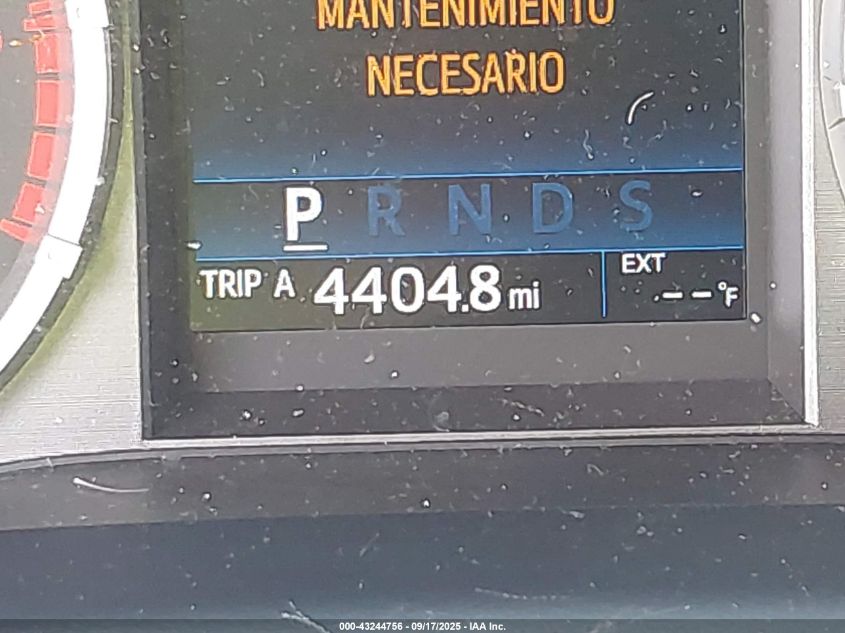 MANTENIMIENTO
NECESARIO
P R N D S
TRIP A 4404.8 mi EXT --°F
000-43244756 - 09/17/2025 - IAA Inc.